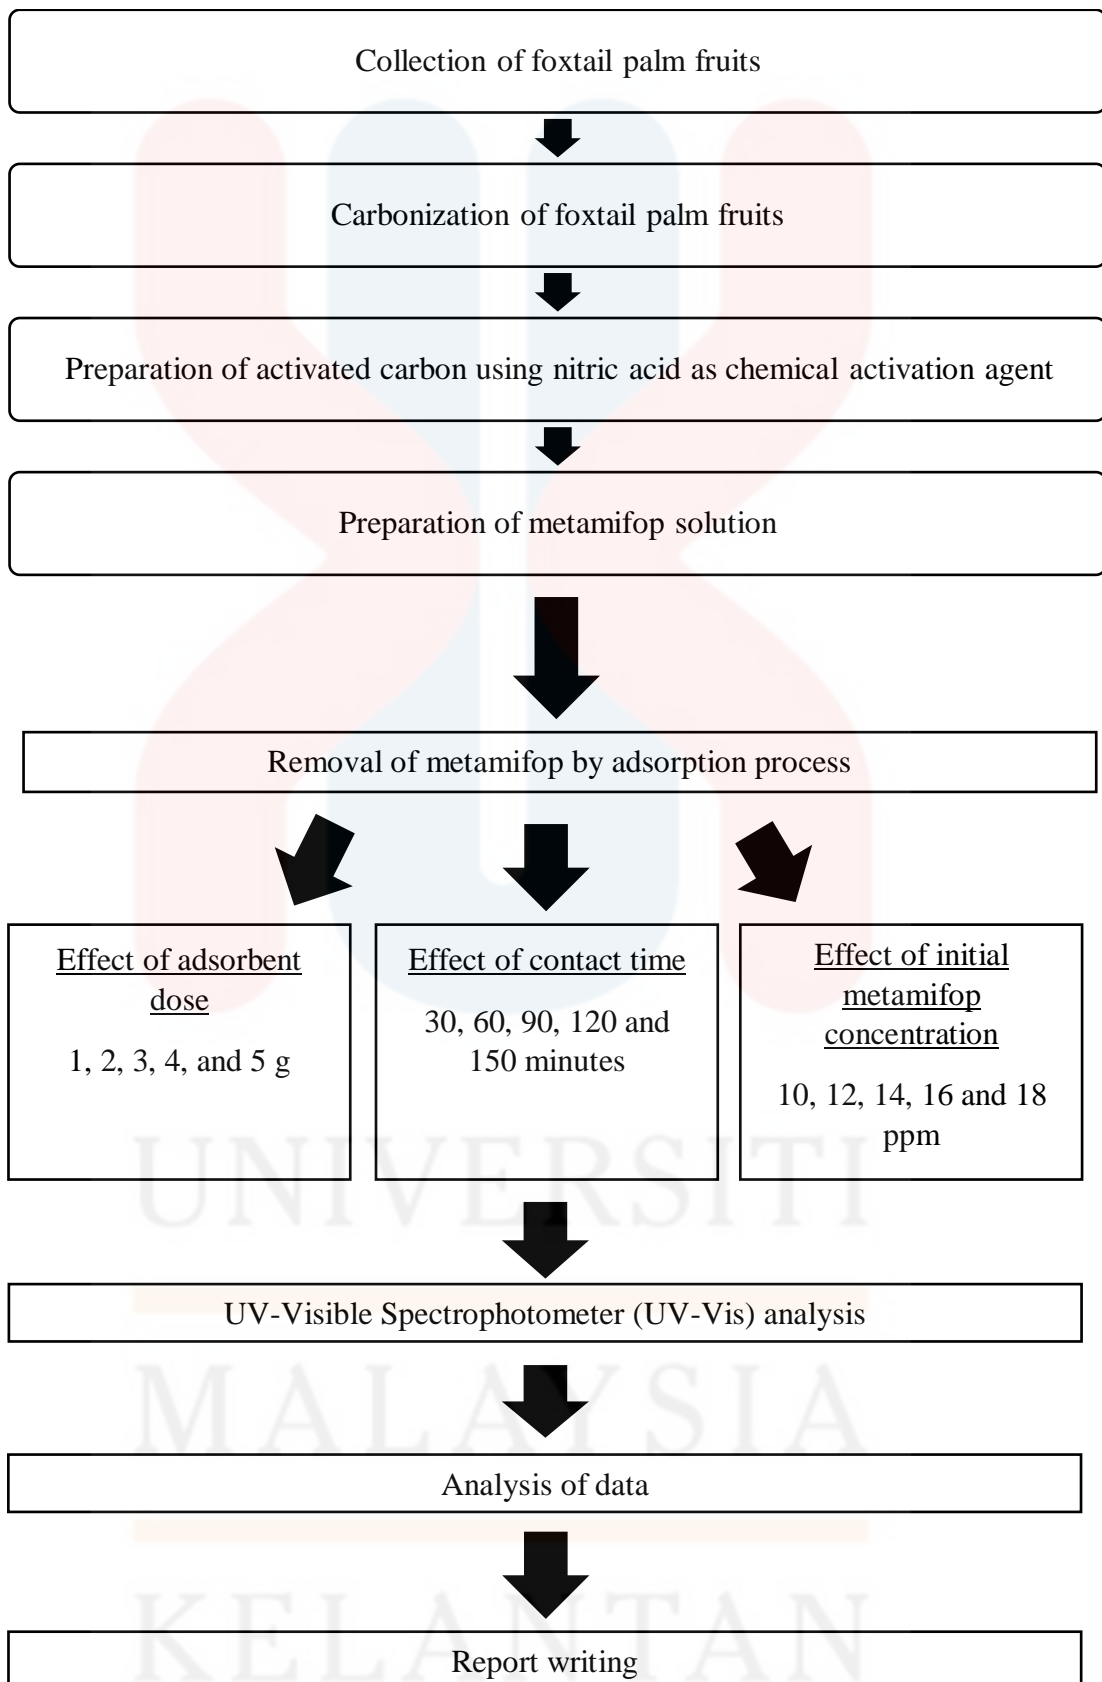 Collection of foxtail palm fruits
Carbonization of foxtail palm fruits
Preparation of activated carbon using nitric acid as chemical activation agent
Preparation of metamifop solution
Removal of metamifop by adsorption process
Effect of adsorbent
dose
1, 2, 3, 4, and 5 g
Effect of contact time
30, 60, 90, 120 and
150 minutes
Effect of initial
metamifop
concentration
10, 12, 14, 16 and 18
ppm
UNIVERSITI
UV-Visible Spectrophotometer (UV-Vis) analysis
MALAYSIA
Analysis of data
KELANTAN
Report writing